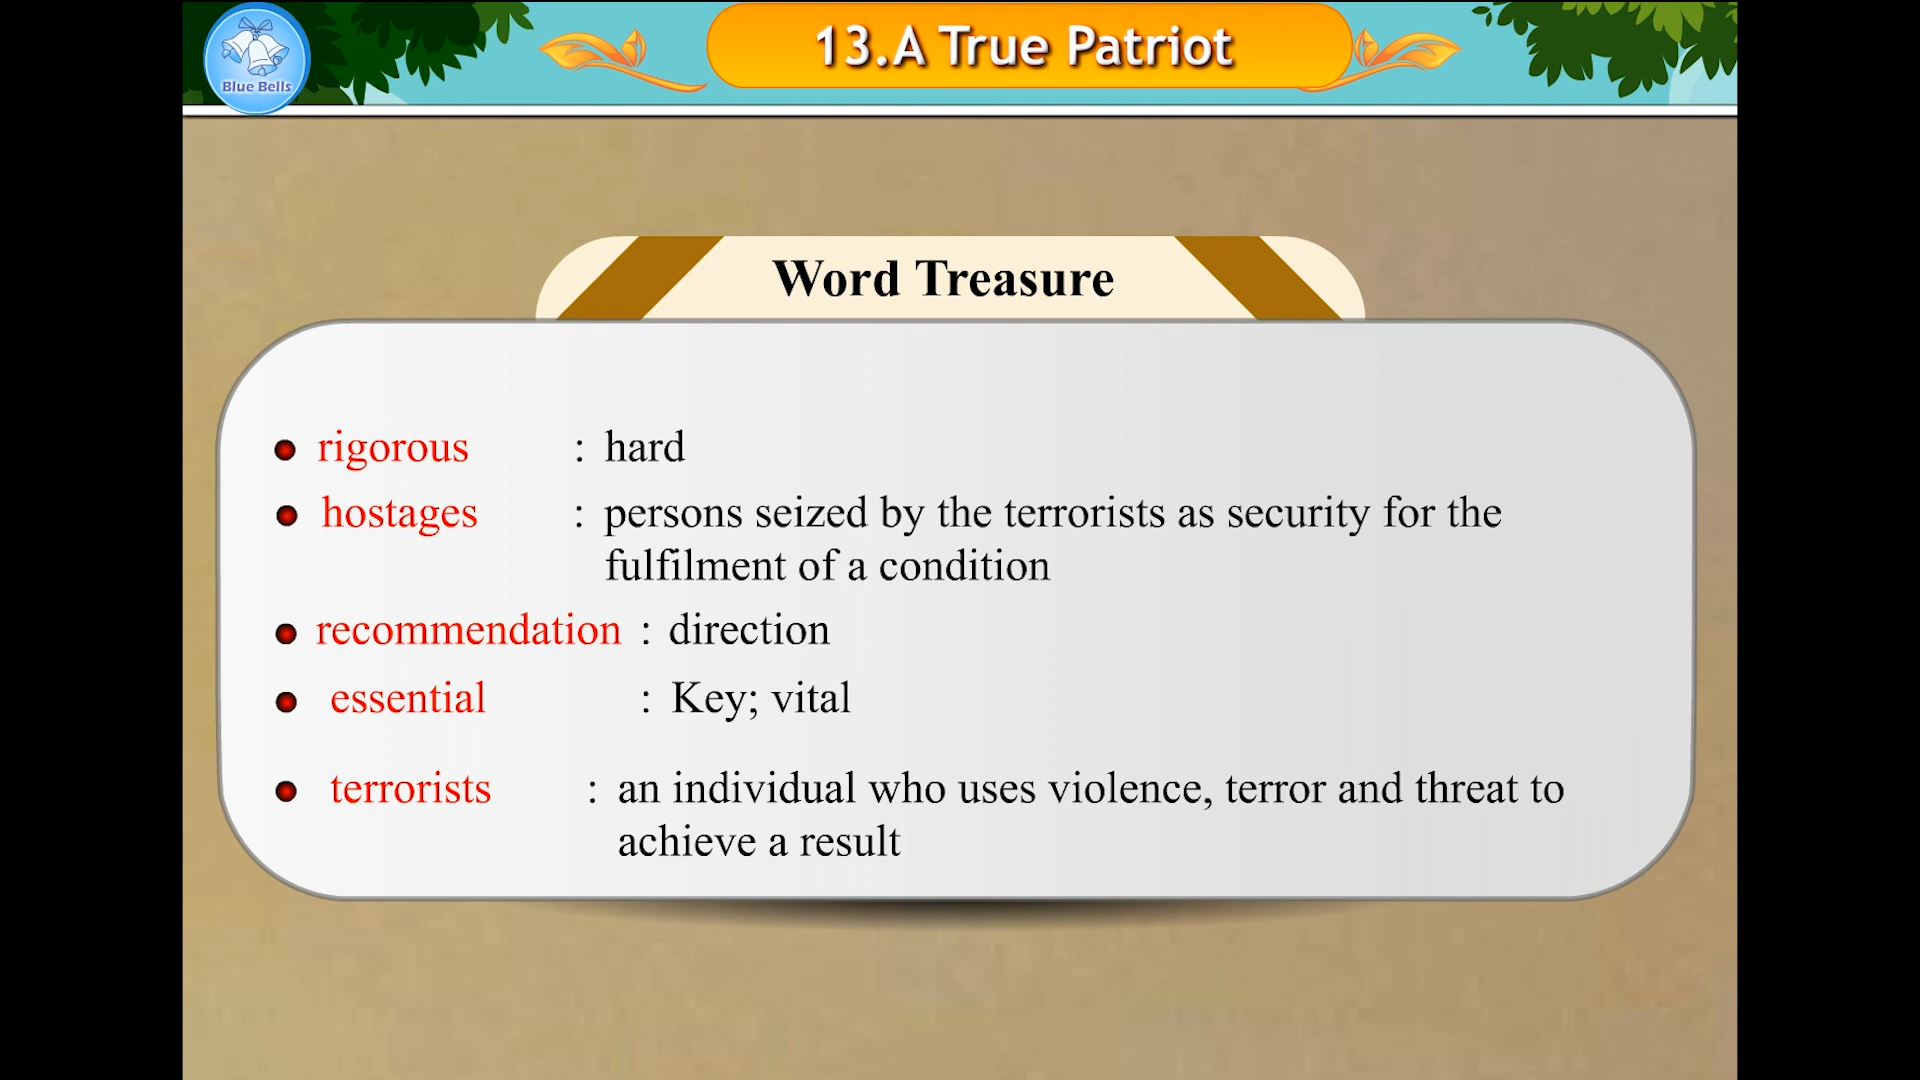 Blue Bells
13.A True Patriot
Word Treasure
rigorous : hard
hostages : persons seized by the terrorists as security for the
fulfilment of a condition
recommendation : direction
essential : Key; vital
terrorists : an individual who uses violence, terror and threat to
achieve a result